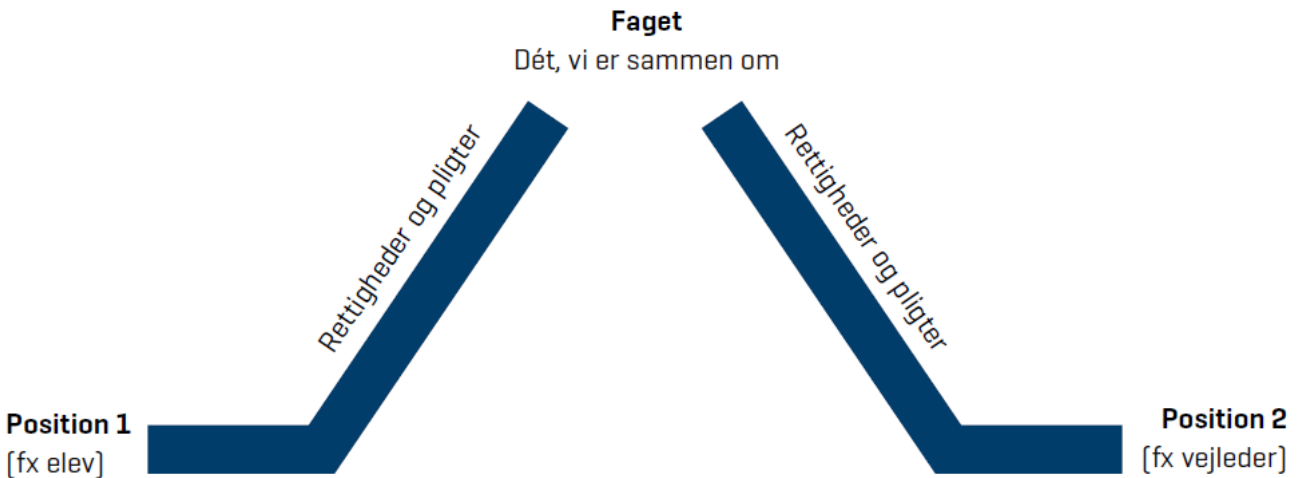 Faget
Dét, vi er sammen om
Rettigheder og pligter
Rettigheder og pligter
Position 1
(fx elev)
Position 2
(fx vejleder)